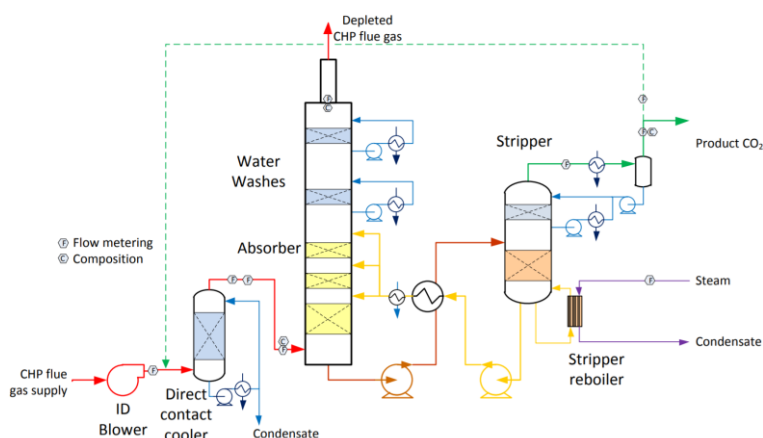 Depleted
CHP flue gas
Stripper
Product CO₂
Water
Washes
Absorber
F Flow metering
C Composition
Steam
Condensate
Stripper
reboiler
CHP flue
gas supply
ID
Blower
Direct
contact
cooler
Condensate
F
C
F
F
F C
F
F F
C
F
F